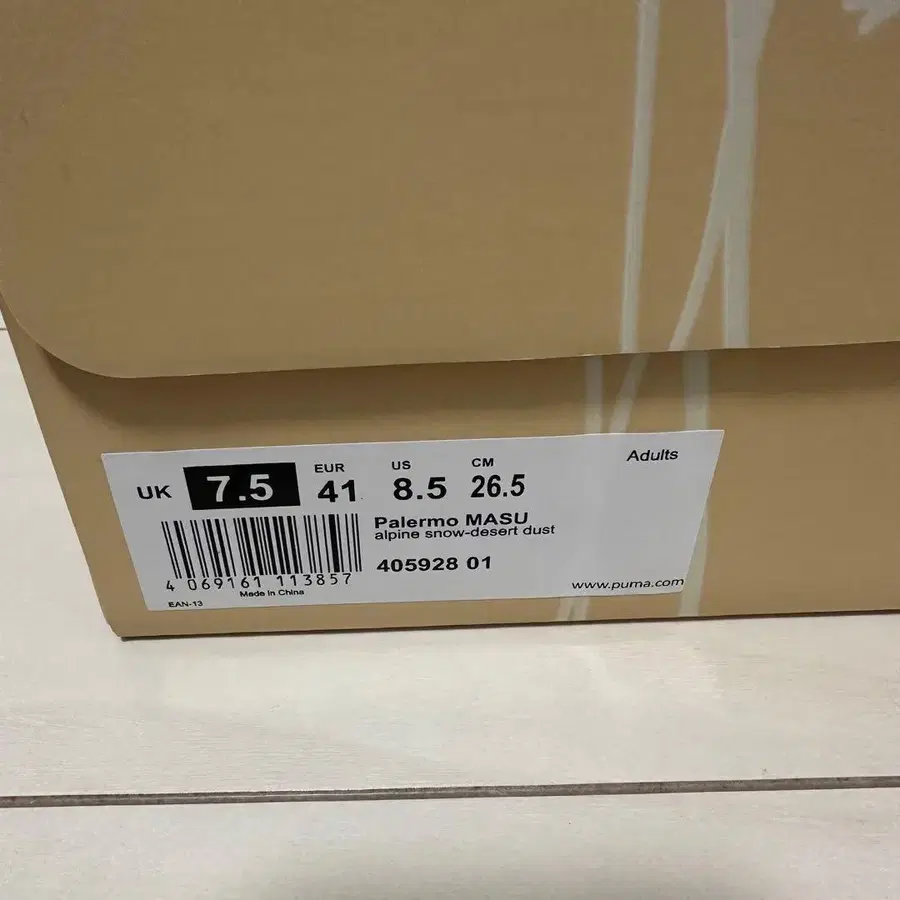 Adults
UK 7.5 EUR 41 US 8.5 CM 26.5
Palermo MASU
alpine snow-desert dust
405928 01
4 069161 113857
EAN-13
Made in China
www.puma.com